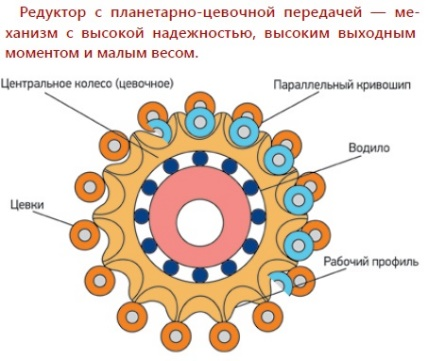 Редуктор с планетарно-цевочной передачей — ме-
ханизм с высокой надежностью, высоким выходным
моментом и малым весом.
Центральное колесо (цевочное)
Параллельный кривошип
Водило
Цевки
Рабочий профиль